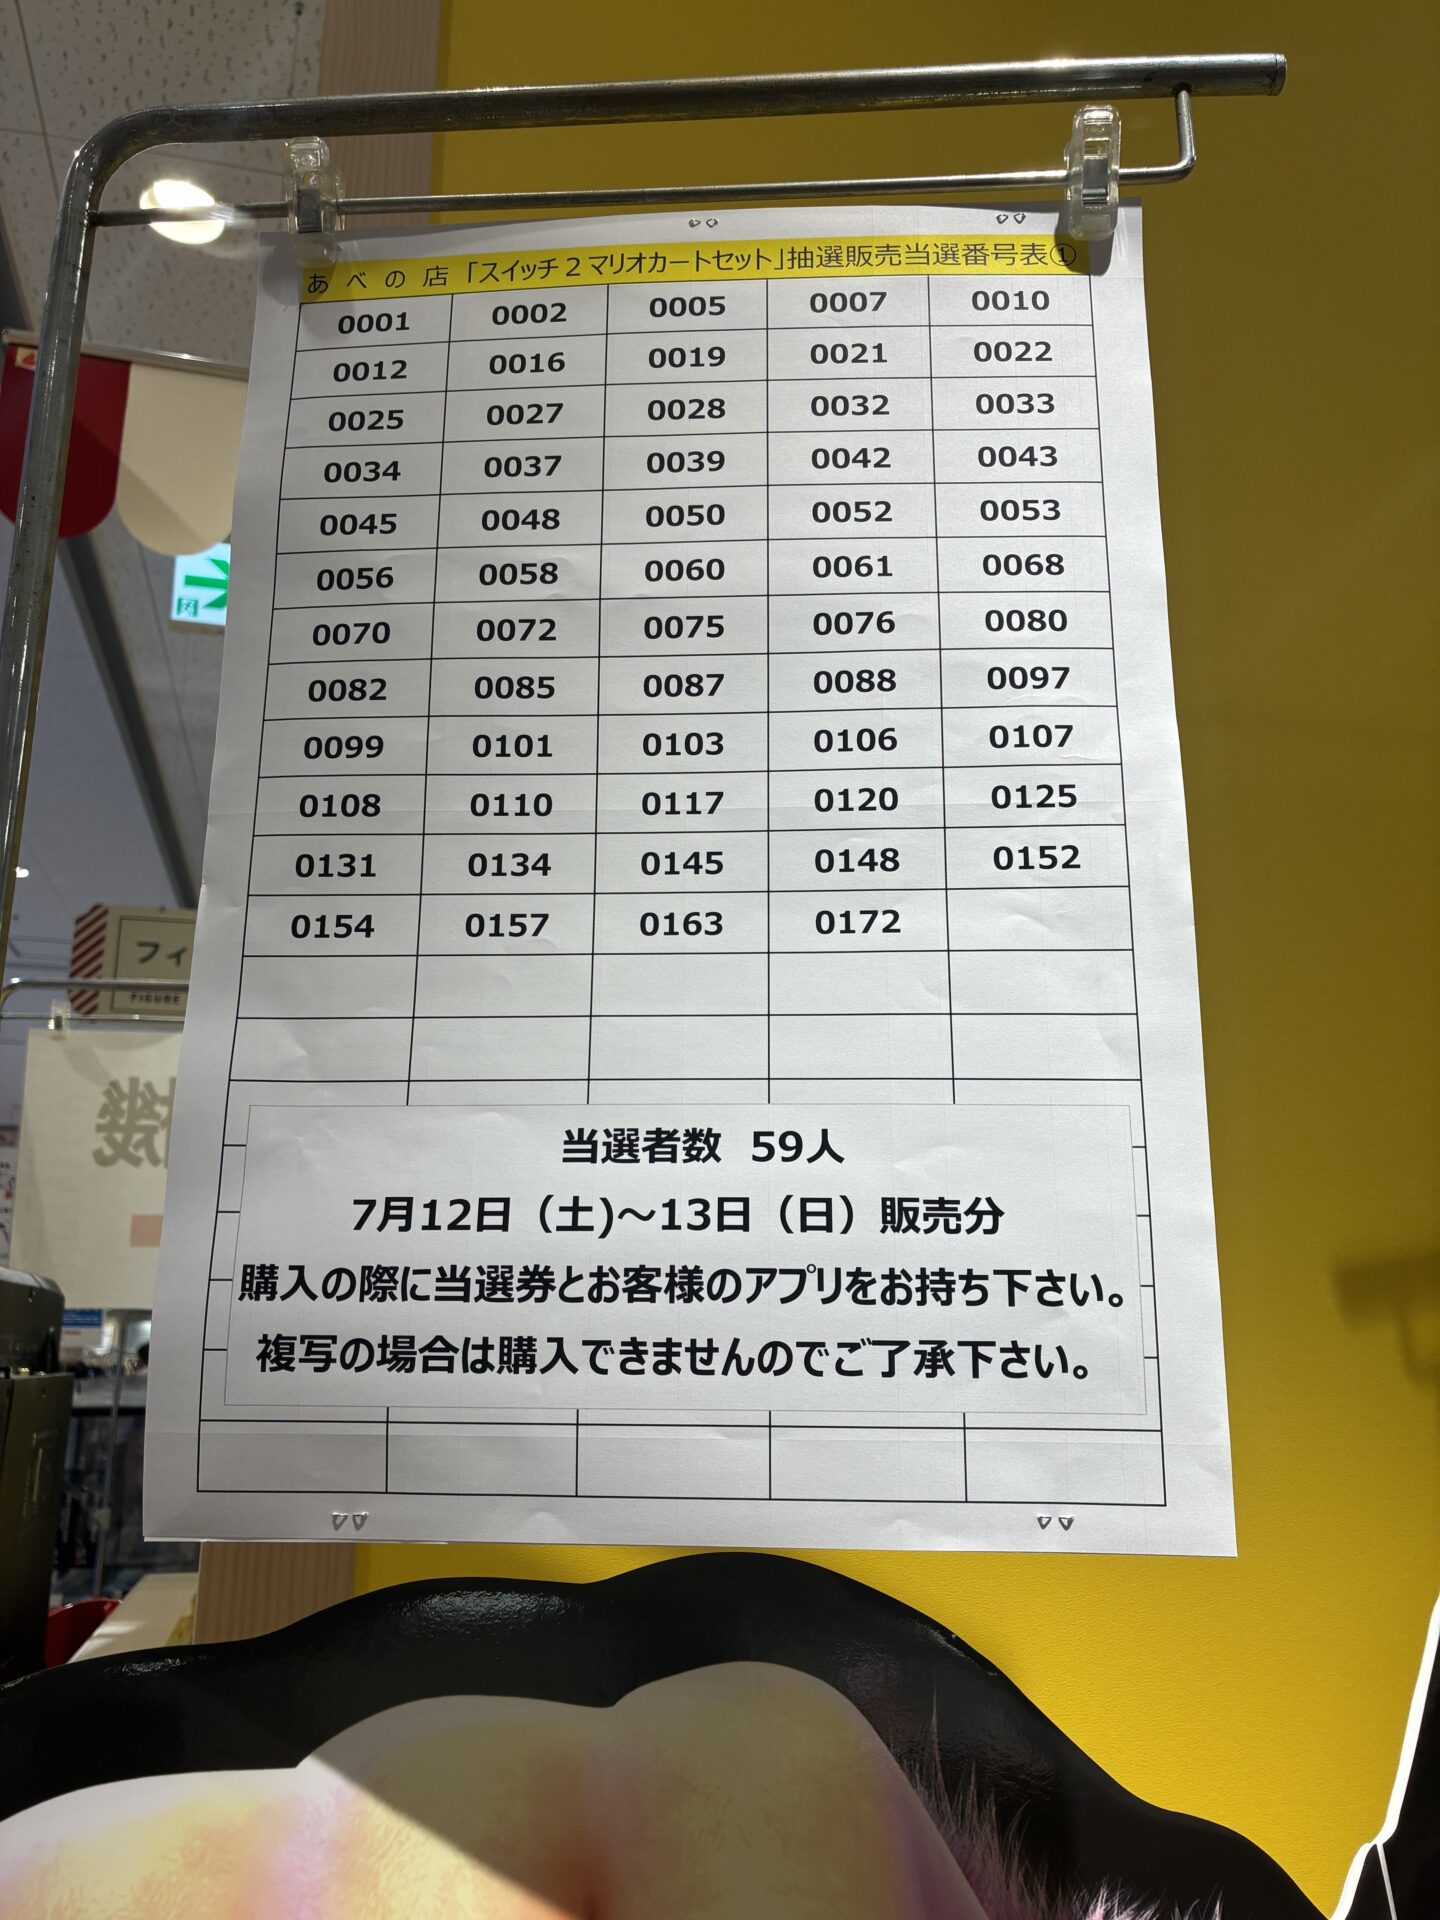 あべの店「スイッチ2マリオカートセット」抽選販売当選番号表①
0001 0002 0005 0007 0010
0012 0016 0019 0021 0022
0025 0027 0028 0032 0033
0034 0037 0039 0042 0043
0045 0048 0050 0052 0053
0056 0058 0060 0061 0068
0070 0072 0075 0076 0080
0082 0085 0087 0088 0097
0099 0101 0103 0106 0107
0108 0110 0117 0120 0125
0131 0134 0145 0148 0152
0154 0157 0163 0172
当選者数 59人
7月12日（土)～13日（日）販売分
購入の際に当選券とお客様のアプリをお持ち下さい。
複写の場合は購入できませんのでご了承下さい。
フィ
FIGURE
機